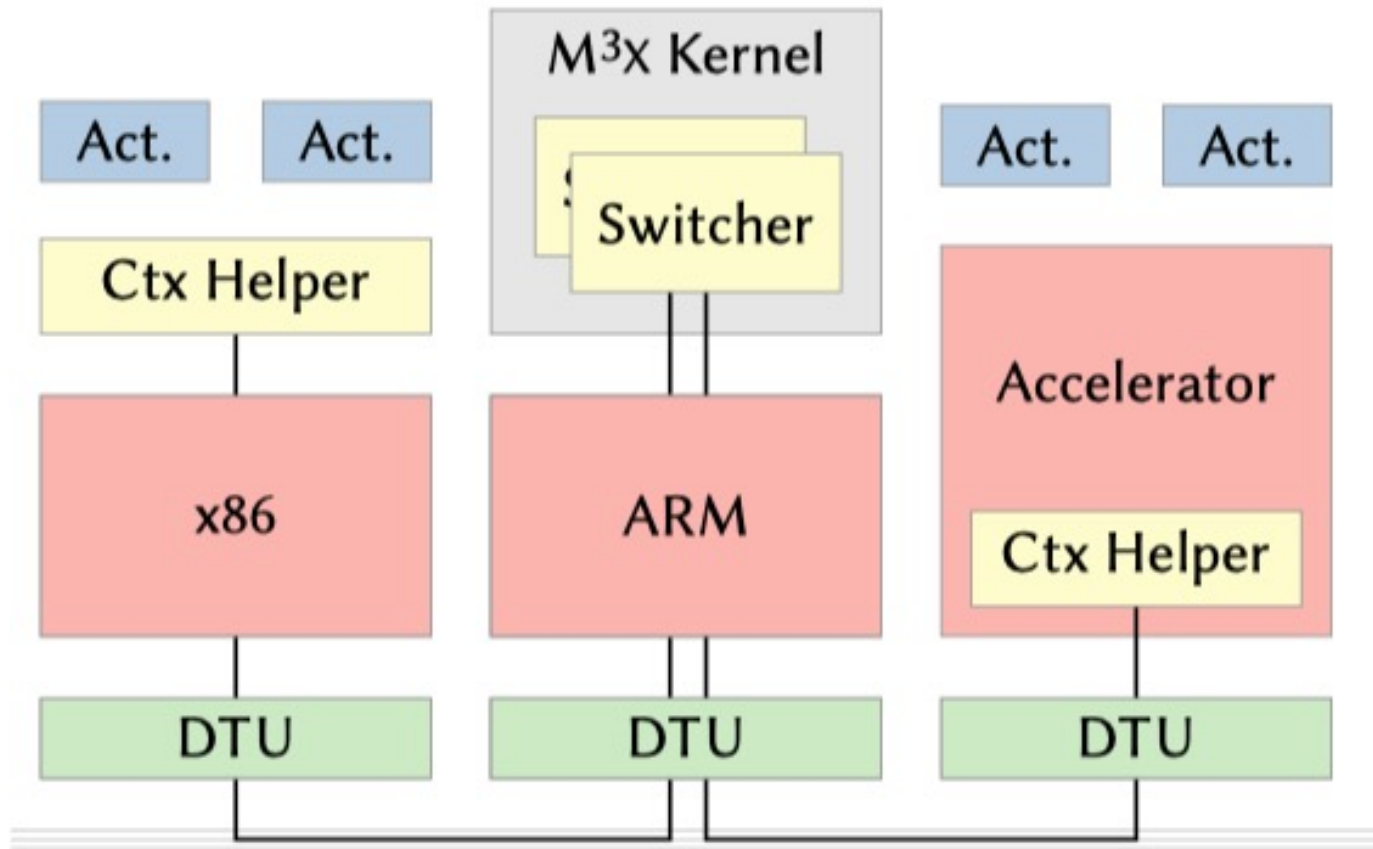 M³X Kernel
Act.
Act.
Act.
Act.
Switcher
Ctx Helper
Accelerator
x86
ARM
Ctx Helper
DTU
DTU
DTU